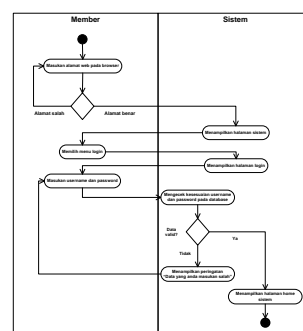 Member
Sistem
Masukan alamat web pada browser
Alamat salah
Alamat benar
Menampilkan halaman sistem
Memilih menu login
Menampilkan halaman login
Masukan username dan password
Mengecek kesesuaian username
dan password pada database
Data
valid?
Ya
Tidak
Menampilkan peringatan
"Data yang anda masukan salah"
Menampilkan halaman home
sistem